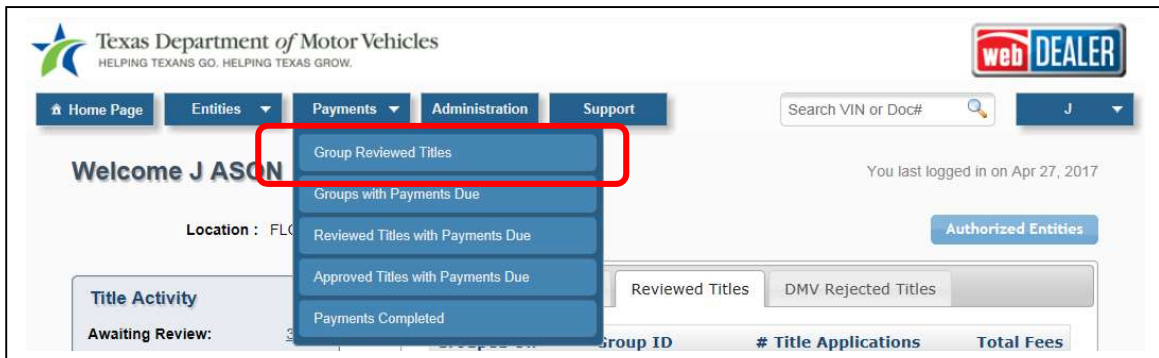 Texas Department of Motor Vehicles
HELPING TEXANS GO. HELPING TEXAS GROW.
web DEALER
Home Page Entities Payments Administration Support Search VIN or Doc# J
Group Reviewed Titles
Welcome J ASON
You last logged in on Apr 27, 2017
Groups with Payments Due
Location :
Reviewed Titles with Payments Due
Authorized Entities
Approved Titles with Payments Due
Reviewed Titles DMV Rejected Titles
Title Activity
Payments Completed
Awaiting Review:
Group ID # Title Applications Total Fees